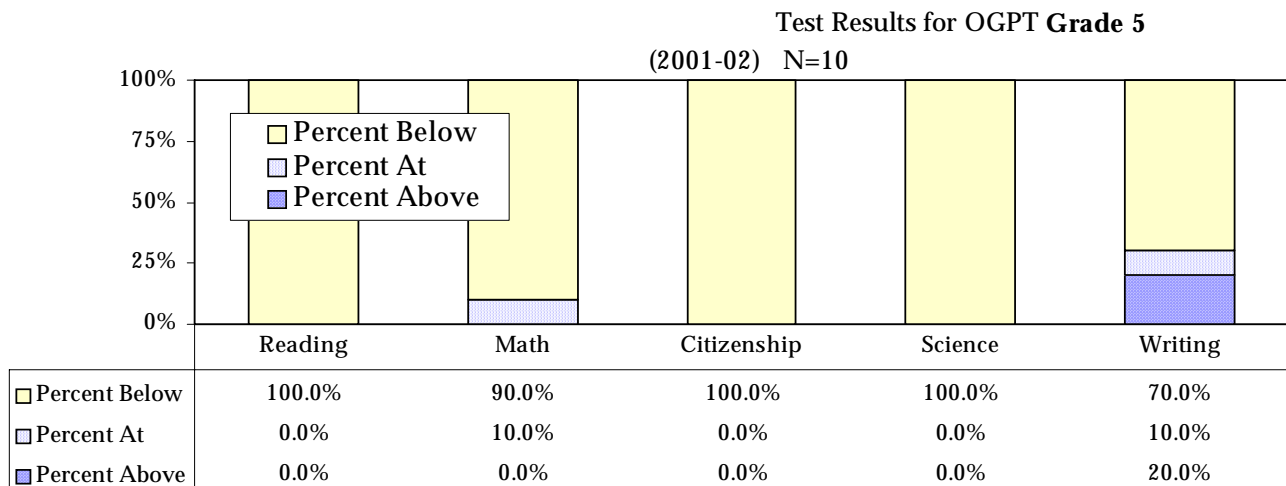 Test Results for OGPT Grade 5
(2001-02) N=10
100%
75%
50%
25%
0%
Percent Below
Percent At
Percent Above
Reading Math Citizenship Science Writing
Percent Below 100.0% 90.0% 100.0% 100.0% 70.0%
Percent At 0.0% 10.0% 0.0% 0.0% 10.0%
Percent Above 0.0% 0.0% 0.0% 0.0% 20.0%